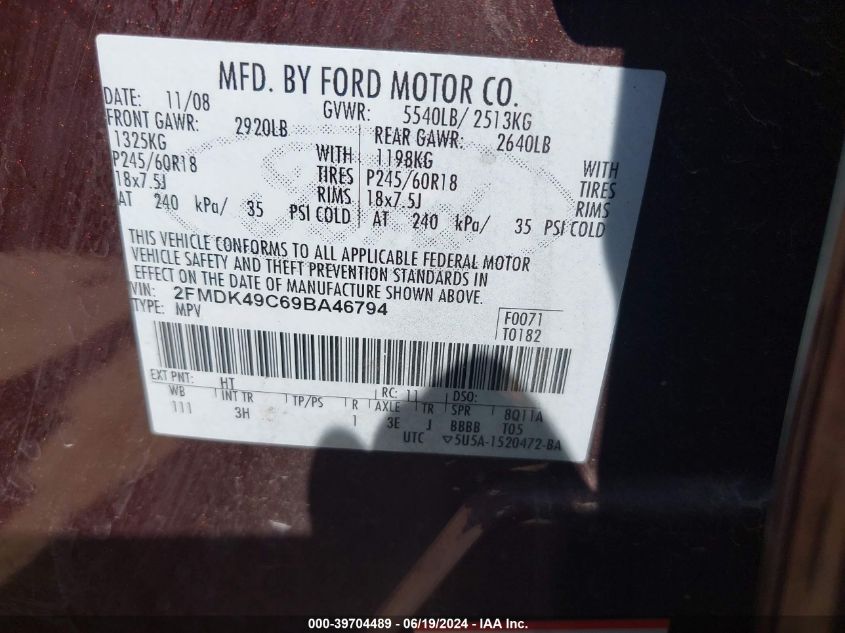 MFD. BY FORD MOTOR CO.
DATE: 11/08 GVWR: 5540LB/ 2513KG
FRONT GAWR: 2920LB REAR GAWR: 2640LB
1325KG WITH 1198KG WITH
P245/60R18 TIRES P245/60R18 TIRES
18x7.5J RIMS 18x7.5J RIMS
AT 240 kPa/ 35 PSI COLD AT 240 kPa/ 35 PSI COLD
THIS VEHICLE CONFORMS TO ALL APPLICABLE FEDERAL MOTOR
VEHICLE SAFETY AND THEFT PREVENTION STANDARDS IN
EFFECT ON THE DATE OF MANUFACTURE SHOWN ABOVE.
VIN: 2FMDK49C69BA46794
TYPE: MPV
F0071
T0182
EXT PNT: HT RC: 11 DSO:
WB INT TR TP/PS R AXLE TR SPR 8Q11A
111 3H 1 3E J BBBB T05
UTC ▽5U5A-1520472-BA
000-39704489 - 06/19/2024 - IAA Inc.